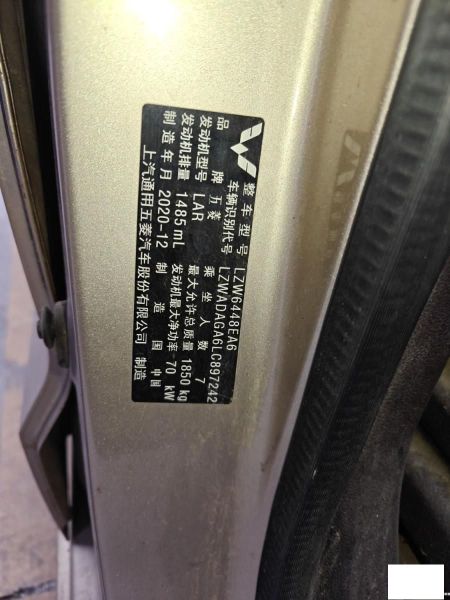 整车型号 LZW6448EA6
车辆识别代号 LZWADAGA6LC897242
品牌 五菱 乘坐人数 7
发动机型号 LAR 最大允许总质量 1850 kg
发动机排量 1485 mL 发动机最大净功率 70 kW
制造年月 2020-12 制造国 中国
上汽通用五菱汽车股份有限公司 制造